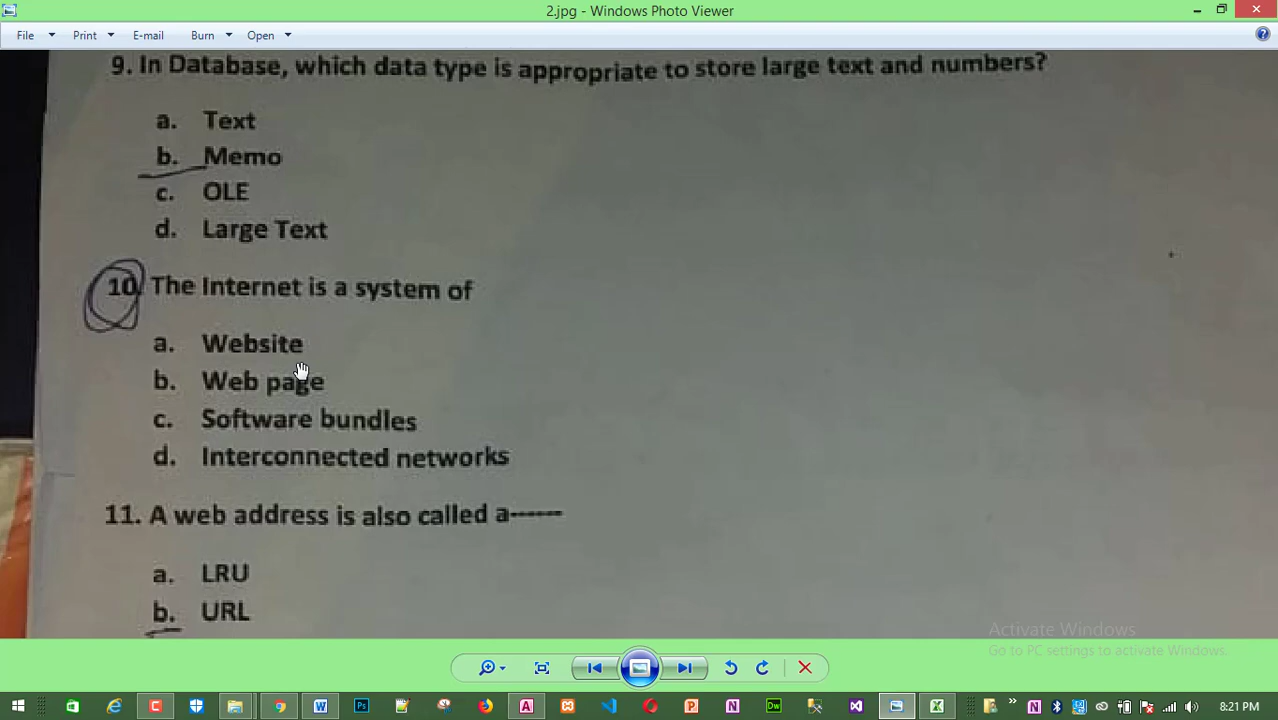 2.jpg - Windows Photo Viewer
File Print E-mail Burn Open
9. In Database, which data type is appropriate to store large text and numbers?
a. Text
b. Memo
c. OLE
d. Large Text
10. The Internet is a system of
a. Website
b. Web page
c. Software bundles
d. Interconnected networks
11. A web address is also called a------
a. LRU
b. URL
Activate Windows
Go to PC settings to activate Windows.
8:21 PM